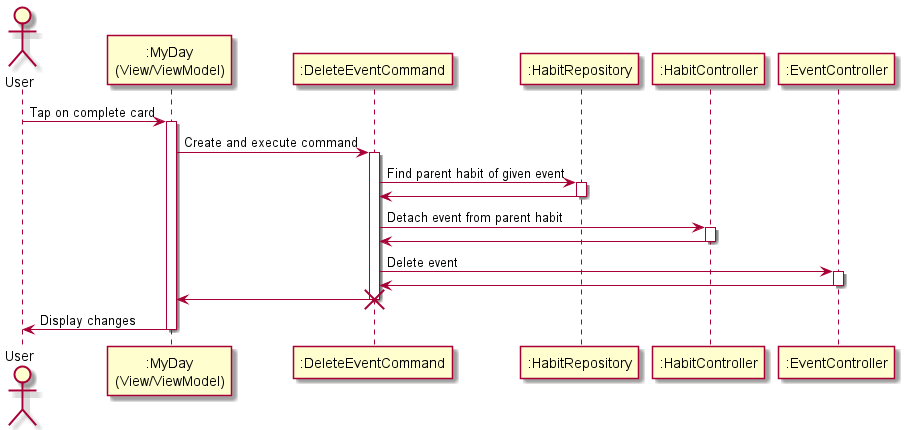 :MyDay
(View/ViewModel)
:DeleteEventCommand
:HabitRepository
:HabitController
:EventController
User
Tap on complete card
Create and execute command
Find parent habit of given event
Detach event from parent habit
Delete event
Display changes
User
:MyDay
(View/ViewModel)
:DeleteEventCommand
:HabitRepository
:HabitController
:EventController